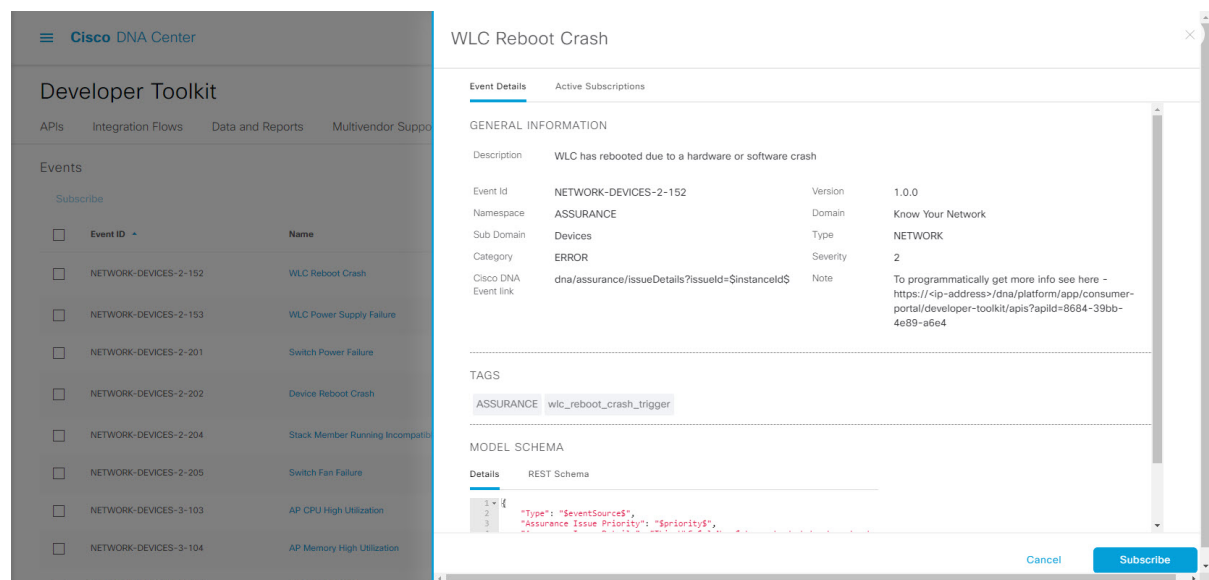 Cisco DNA Center
Developer Toolkit
APIs Integration Flows Data and Reports Multivendor Suppo
Events
Subscribe
Event ID Name
NETWORK-DEVICES-2-152 WLC Reboot Crash
NETWORK-DEVICES-2-153 WLC Power Supply Failure
NETWORK-DEVICES-2-201 Switch Power Failure
NETWORK-DEVICES-2-202 Device Reboot Crash
NETWORK-DEVICES-2-204 Stack Member Running Incompatib
NETWORK-DEVICES-2-205 Switch Fan Failure
NETWORK-DEVICES-3-103 AP CPU High Utilization
NETWORK-DEVICES-3-104 AP Memory High Utilization
WLC Reboot Crash
Event Details Active Subscriptions
GENERAL INFORMATION
Description WLC has rebooted due to a hardware or software crash
Event Id NETWORK-DEVICES-2-152 Version 1.0.0
Namespace ASSURANCE Domain Know Your Network
Sub Domain Devices Type NETWORK
Category ERROR Severity 2
Cisco DNA Event link dna/assurance/issueDetails?issueId=$instanceId$ Note To programmatically get more info see here -
https://<ip-address>/dna/platform/app/consumer-
portal/developer-toolkit/apis?apiId=8684-39bb-
4e89-a6e4
TAGS
ASSURANCE wlc_reboot_crash_trigger
MODEL SCHEMA
Details REST Schema
1 {
2 "Type": "$eventSource$",
3 "Assurance Issue Priority": "$priority$",
Cancel Subscribe